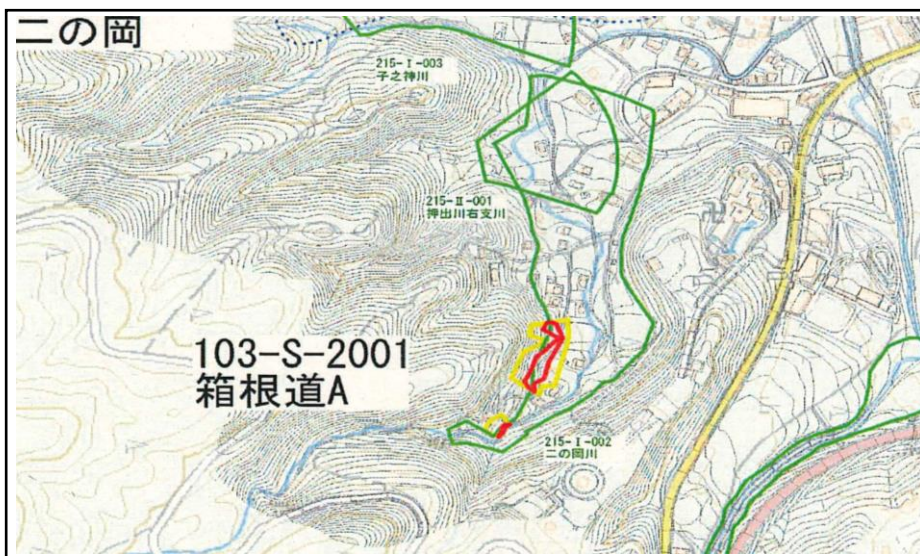 二の岡
215-Ⅰ-003
子之神川
215-Ⅱ-001
押出川右支川
103-S-2001
箱根道A
215-Ⅰ-002
二の岡川